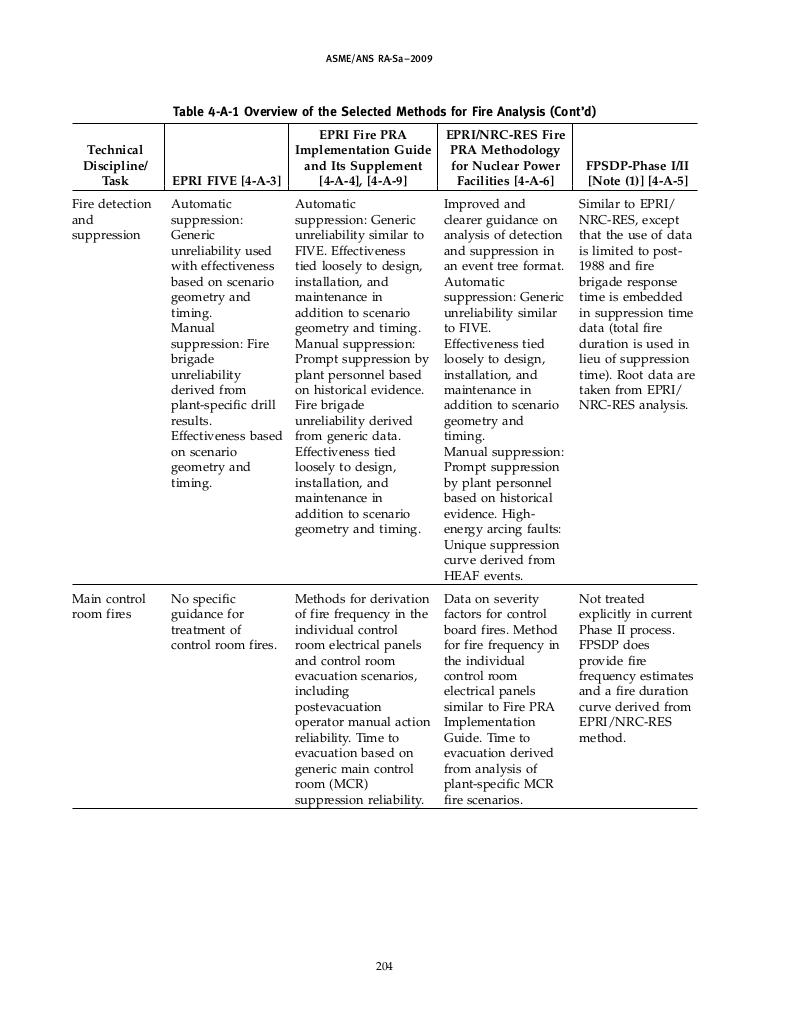 ASME/ANS RA-Sa–2009
Table 4-A-1 Overview of the Selected Methods for Fire Analysis (Cont'd)
Technical
Discipline/
Task
EPRI FIVE [4-A-3]
EPRI Fire PRA
Implementation Guide
and Its Supplement
[4-A-4], [4-A-9]
EPRI/NRC-RES Fire
PRA Methodology
for Nuclear Power
Facilities [4-A-6]
FPSDP-Phase I/II
[Note (1)] [4-A-5]
Fire detection
and
suppression
Automatic
suppression:
Generic
unreliability used
with effectiveness
based on scenario
geometry and
timing.
Manual
suppression: Fire
brigade
unreliability
derived from
plant-specific drill
results.
Effectiveness based
on scenario
geometry and
timing.
Automatic
suppression: Generic
unreliability similar to
FIVE. Effectiveness
tied loosely to design,
installation, and
maintenance in
addition to scenario
geometry and timing.
Manual suppression:
Prompt suppression by
plant personnel based
on historical evidence.
Fire brigade
unreliability derived
from generic data.
Effectiveness tied
loosely to design,
installation, and
maintenance in
addition to scenario
geometry and timing.
Improved and
clearer guidance on
analysis of detection
and suppression in
an event tree format.
Automatic
suppression: Generic
unreliability similar
to FIVE.
Effectiveness tied
loosely to design,
installation, and
maintenance in
addition to scenario
geometry and
timing.
Manual suppression:
Prompt suppression
by plant personnel
based on historical
evidence. High-
energy arcing faults:
Unique suppression
curve derived from
HEAF events.
Similar to EPRI/
NRC-RES, except
that the use of data
is limited to post-
1988 and fire
brigade response
time is embedded
in suppression time
data (total fire
duration is used in
lieu of suppression
time). Root data are
taken from EPRI/
NRC-RES analysis.
Main control
room fires
No specific
guidance for
treatment of
control room fires.
Methods for derivation
of fire frequency in the
individual control
room electrical panels
and control room
evacuation scenarios,
including
postevacuation
operator manual action
reliability. Time to
evacuation based on
generic main control
room (MCR)
suppression reliability.
Data on severity
factors for control
board fires. Method
for fire frequency in
the individual
control room
electrical panels
similar to Fire PRA
Implementation
Guide. Time to
evacuation derived
from analysis of
plant-specific MCR
fire scenarios.
Not treated
explicitly in current
Phase II process.
FPSDP does
provide fire
frequency estimates
and a fire duration
curve derived from
EPRI/NRC-RES
method.
204